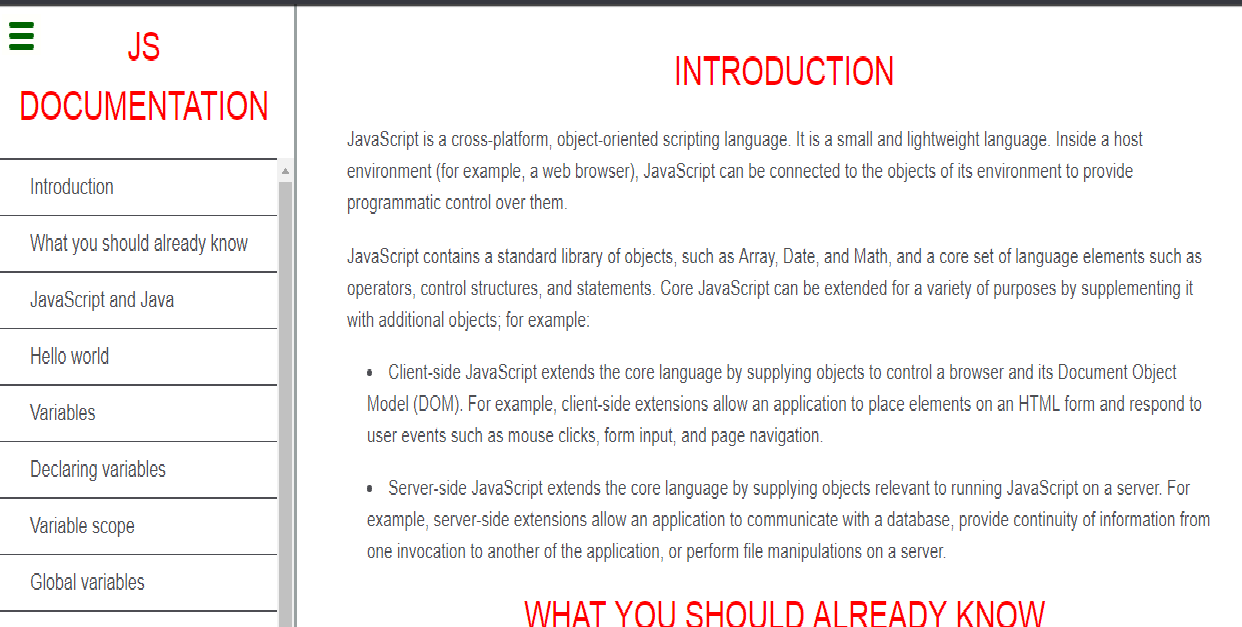 JS
DOCUMENTATION
Introduction
What you should already know
JavaScript and Java
Hello world
Variables
Declaring variables
Variable scope
Global variables
INTRODUCTION
JavaScript is a cross-platform, object-oriented scripting language. It is a small and lightweight language. Inside a host
environment (for example, a web browser), JavaScript can be connected to the objects of its environment to provide
programmatic control over them.
JavaScript contains a standard library of objects, such as Array, Date, and Math, and a core set of language elements such as
operators, control structures, and statements. Core JavaScript can be extended for a variety of purposes by supplementing it
with additional objects; for example:
• Client-side JavaScript extends the core language by supplying objects to control a browser and its Document Object
Model (DOM). For example, client-side extensions allow an application to place elements on an HTML form and respond to
user events such as mouse clicks, form input, and page navigation.
• Server-side JavaScript extends the core language by supplying objects relevant to running JavaScript on a server. For
example, server-side extensions allow an application to communicate with a database, provide continuity of information from
one invocation to another of the application, or perform file manipulations on a server.
WHAT YOU SHOULD ALREADY KNOW